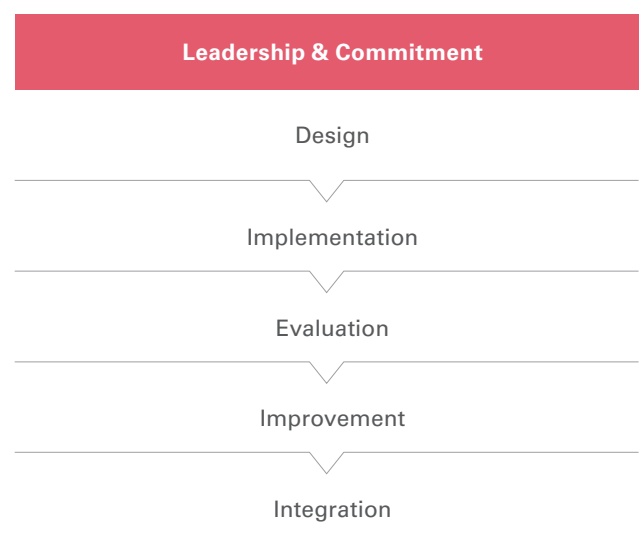 Leadership & Commitment
Design
Implementation
Evaluation
Improvement
Integration